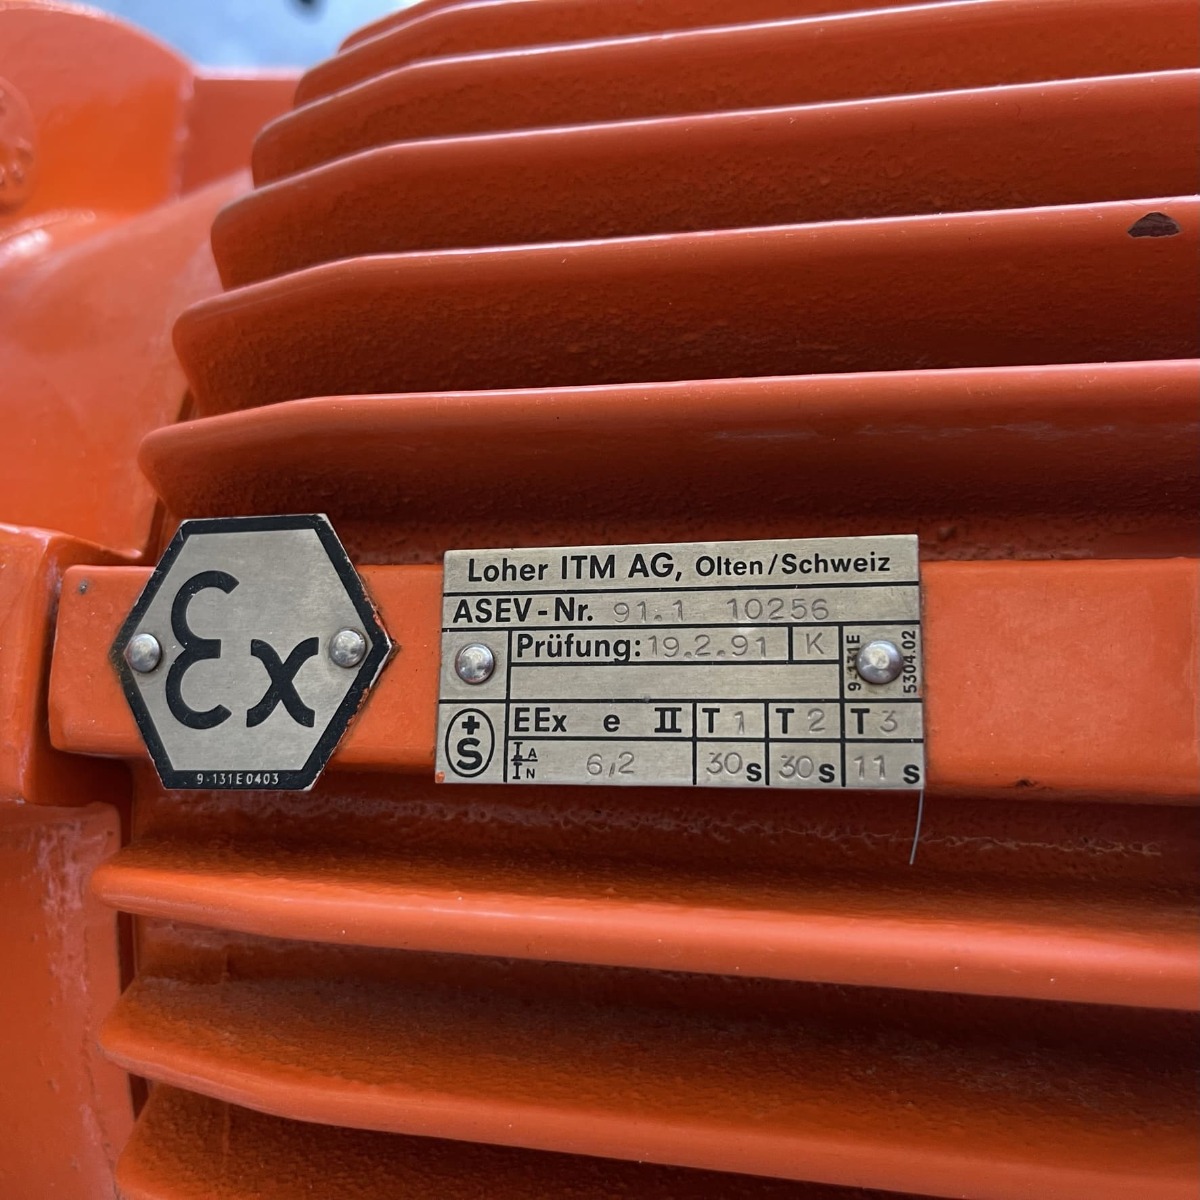 Ex
9-131E0403
Loher ITM AG, Olten/Schweiz
ASEV-Nr. 91.1 10256
Prüfung: 19.2.91 K
9-131E
5304.02
+S
EEx e II T1 T2 T3
IA/IN 6,2 30s 30s 11 s